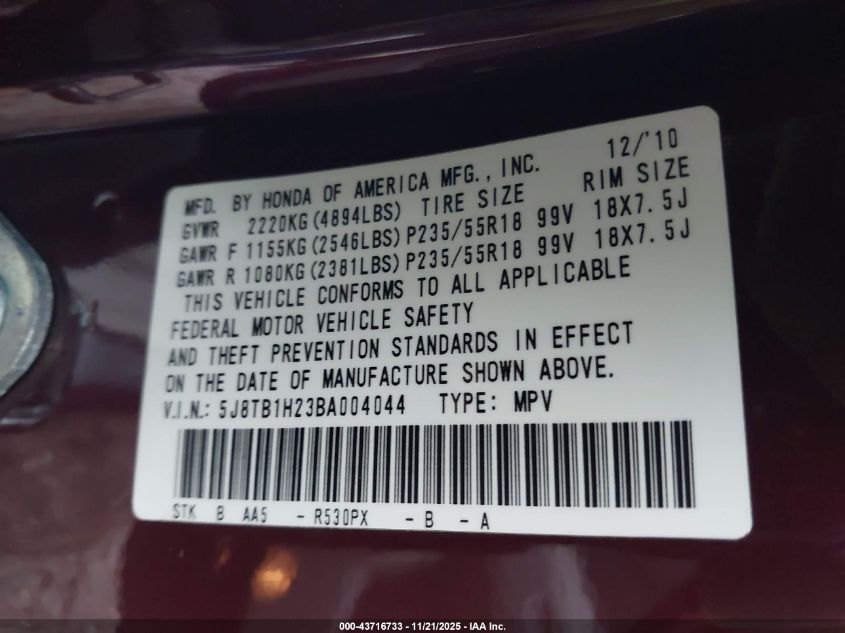 12/'10
MFD. BY HONDA OF AMERICA MFG., INC.
GVWR 2220KG(4894LBS) TIRE SIZE RIM SIZE
GAWR F 1155KG(2546LBS) P235/55R18 99V 18X7.5J
GAWR R 1080KG(2381LBS) P235/55R18 99V 18X7.5J
THIS VEHICLE CONFORMS TO ALL APPLICABLE
FEDERAL MOTOR VEHICLE SAFETY
AND THEFT PREVENTION STANDARDS IN EFFECT
ON THE DATE OF MANUFACTURE SHOWN ABOVE.
V.I.N.: 5J8TB1H23BA004044 TYPE: MPV
STK B AA5 -R530PX -B -A
000-43716733 - 11/21/2025 - IAA Inc.